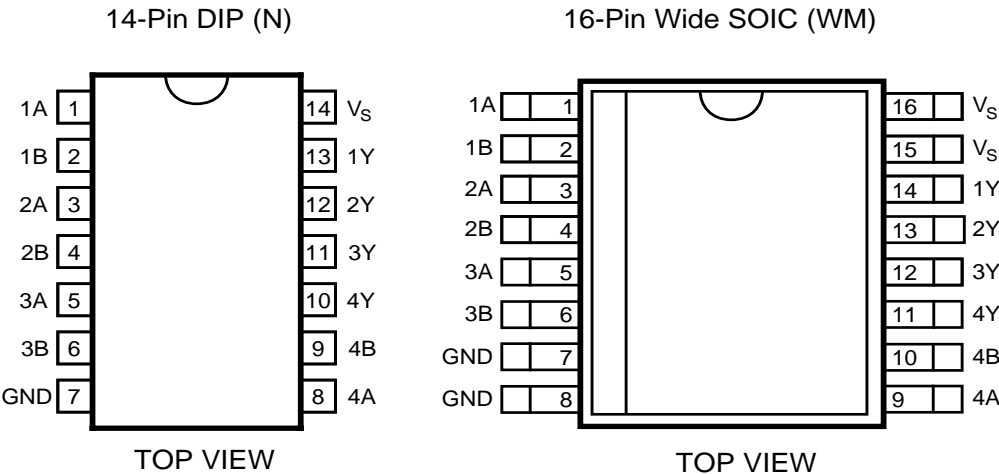 14-Pin DIP (N)
1A 1 14 VS
1B 2 13 1Y
2A 3 12 2Y
2B 4 11 3Y
3A 5 10 4Y
3B 6 9 4B
GND 7 8 4A
TOP VIEW
16-Pin Wide SOIC (WM)
1A 1 16 VS
1B 2 15 VS
2A 3 14 1Y
2B 4 13 2Y
3A 5 12 3Y
3B 6 11 4Y
GND 7 10 4B
GND 8 9 4A
TOP VIEW